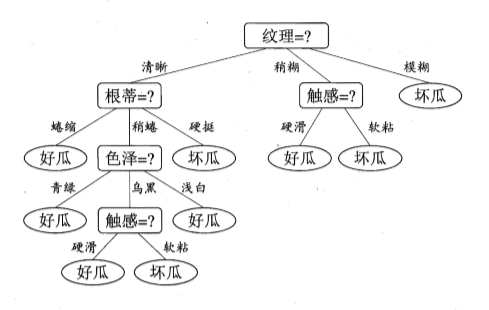 纹理=?
清晰 稍糊 模糊
根蒂=? 触感=? 坏瓜
蜷缩 稍蜷 硬挺 硬滑 软粘
好瓜 色泽=? 坏瓜 好瓜 坏瓜
青绿 乌黑 浅白
好瓜 触感=? 好瓜
硬滑 软粘
好瓜 坏瓜